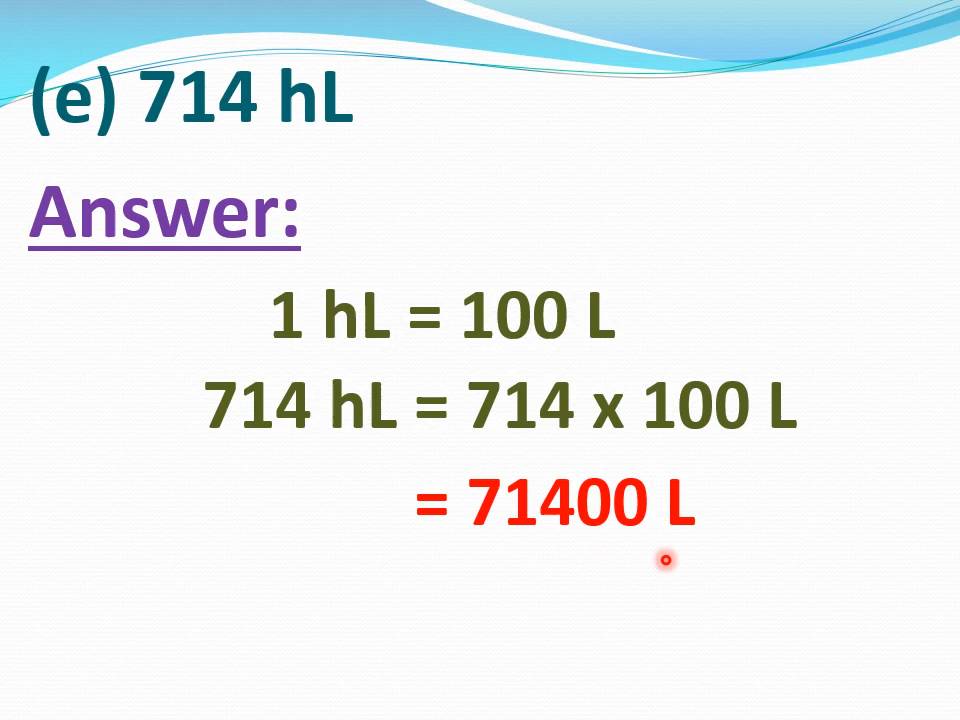 (e) 714 hL
Answer:
1 hL = 100 L
714 hL = 714 x 100 L
= 71400 L